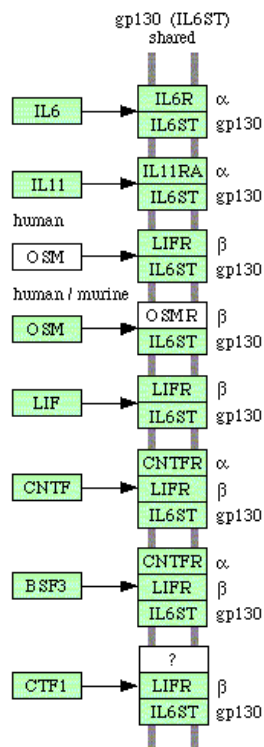 gp130 (IL6ST)
shared
IL6 IL6R α
IL6ST gp130
IL11 IL11RA α
IL6ST gp130
human
OSM LIFR β
IL6ST gp130
human / murine
OSM OSMR β
IL6ST gp130
LIF LIFR β
IL6ST gp130
CNTFR α
CNTF LIFR β
IL6ST gp130
CNTFR α
BSF3 LIFR β
IL6ST gp130
?
CTF1 LIFR β
IL6ST gp130